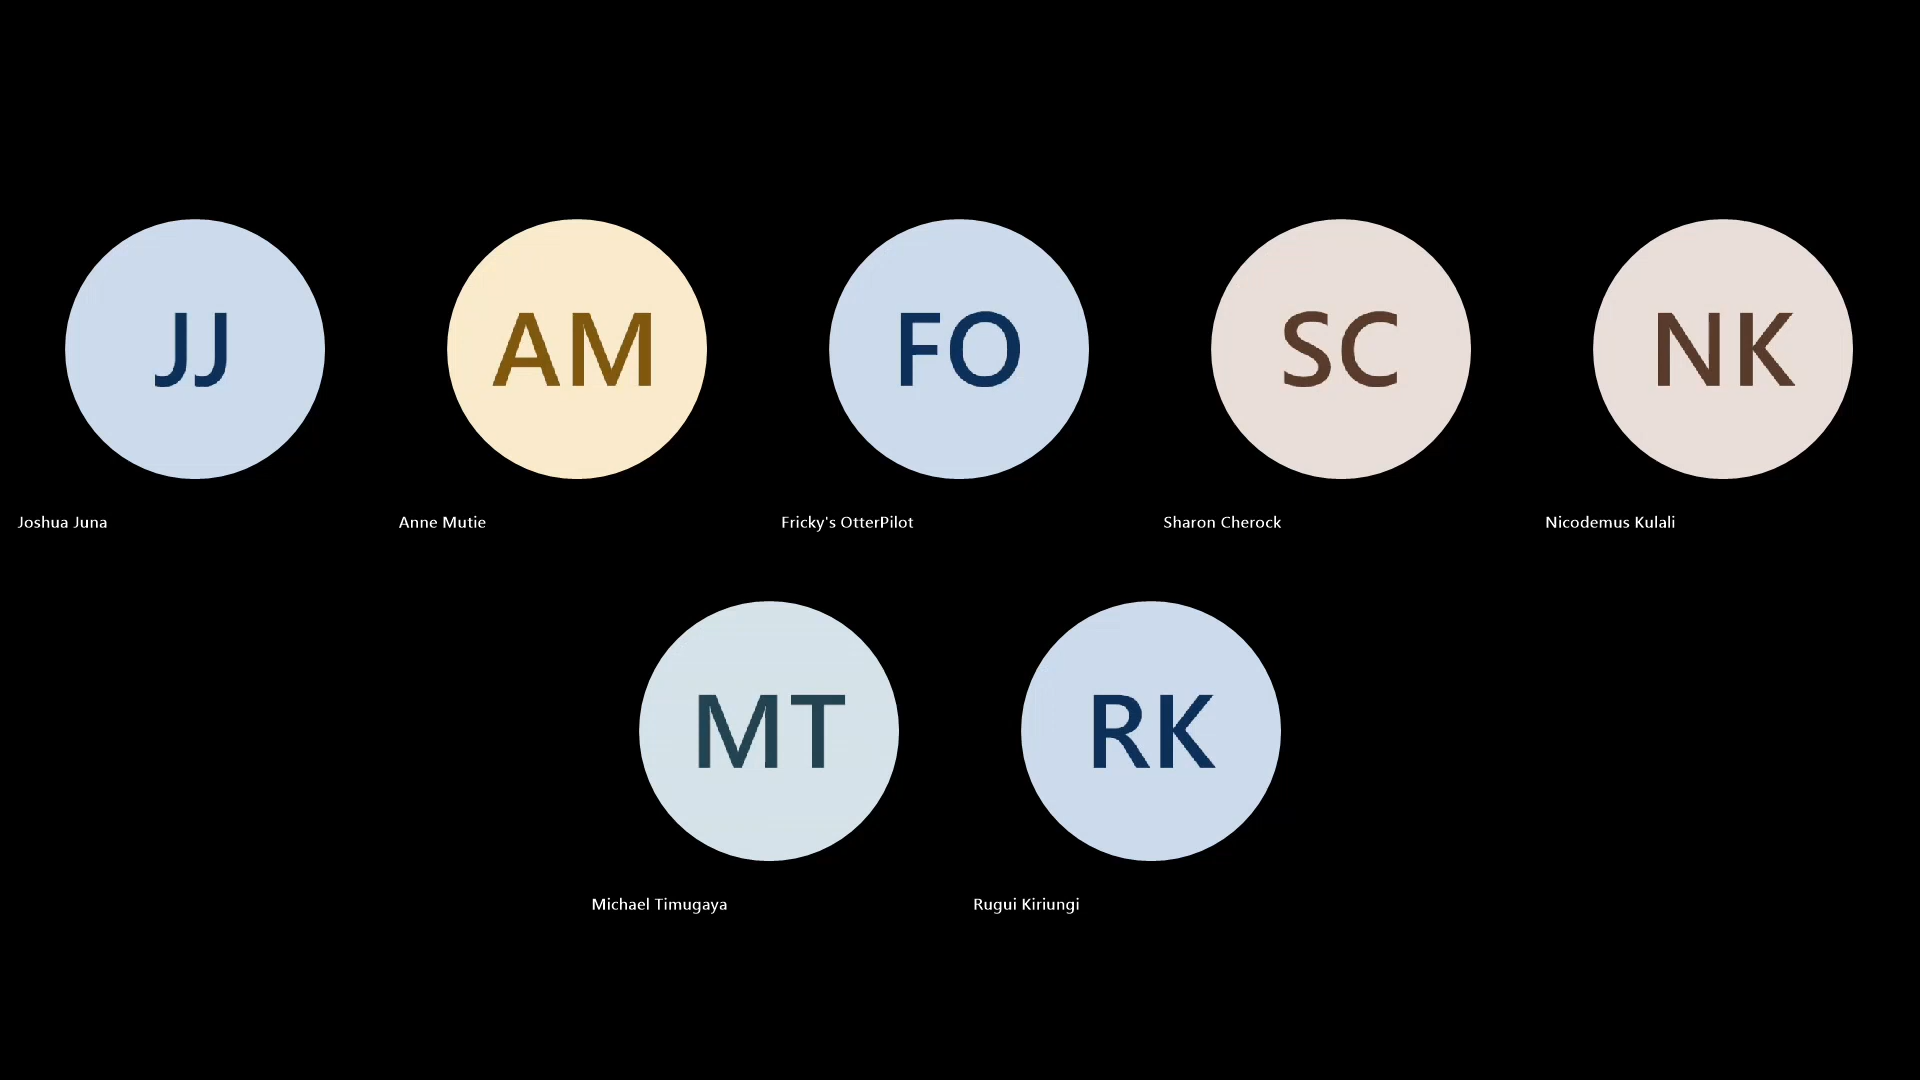 JJ
AM
FO
SC
NK
Joshua Juna
Anne Mutie
Fricky's OtterPilot
Sharon Cherock
Nicodemus Kulali
MT
RK
Michael Timugaya
Rugui Kiriungi